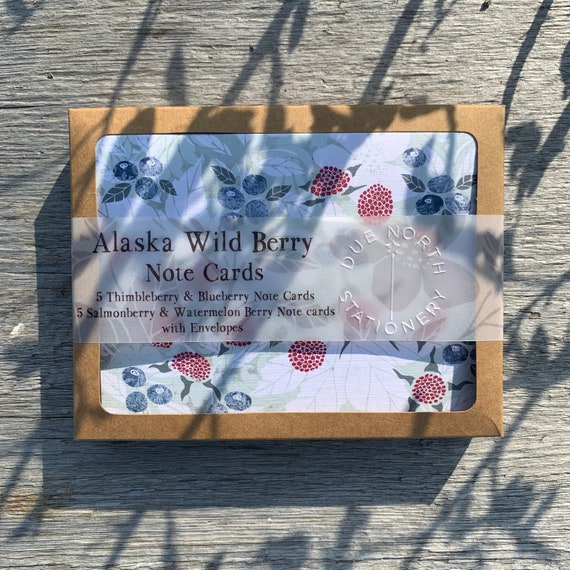 Alaska Wild Berry
Note Cards
5 Thimbleberry & Blueberry Note Cards
5 Salmonberry & Watermelon Berry Note cards
with Envelopes
DUE NORTH
STATIONERY